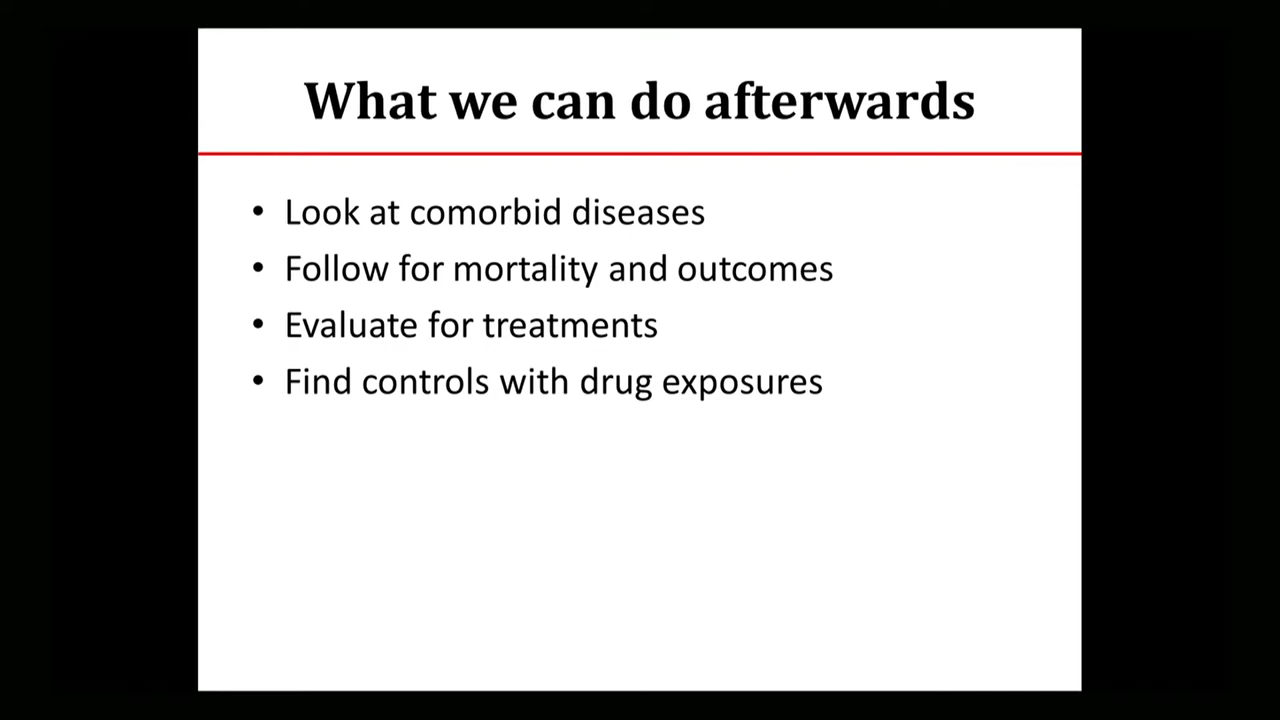 What we can do afterwards
• Look at comorbid diseases
• Follow for mortality and outcomes
• Evaluate for treatments
• Find controls with drug exposures